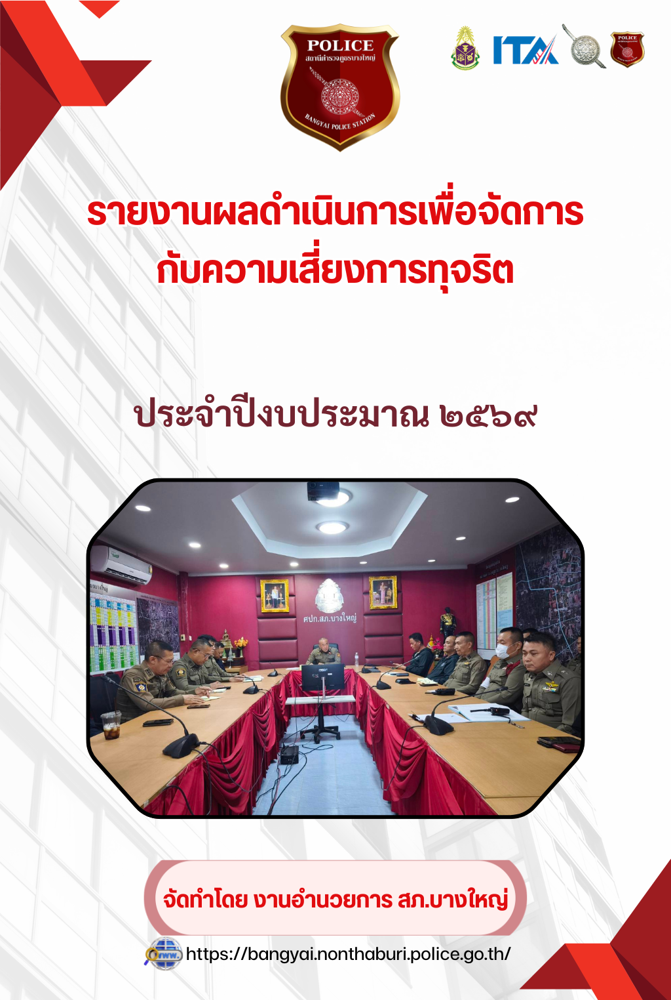 POLICE
สถานีตำรวจภูธรบางใหญ่
BANGYAI POLICE STATION
ITA
POLICE
รายงานผลดำเนินการเพื่อจัดการ
กับความเสี่ยงการทุจริต
ประจำปีงบประมาณ ๒๕๖๙
ศปก.สภ.บางใหญ่
จัดทำโดย งานอำนวยการ สภ.บางใหญ่
www.
https://bangyai.nonthaburi.police.go.th/